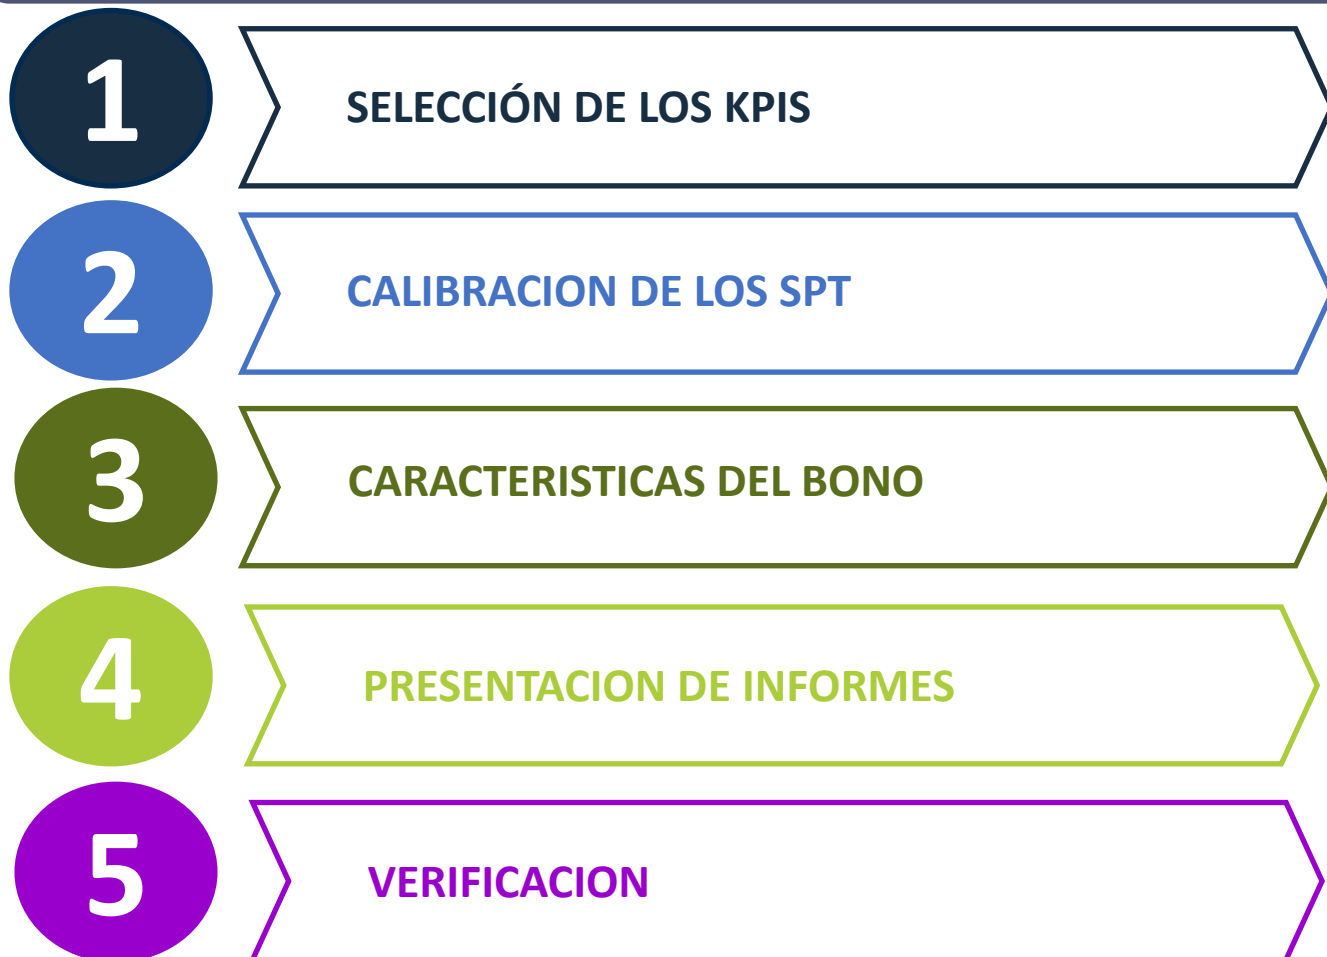 1
SELECCIÓN DE LOS KPIS
2
CALIBRACION DE LOS SPT
3
CARACTERISTICAS DEL BONO
4
PRESENTACION DE INFORMES
5
VERIFICACION